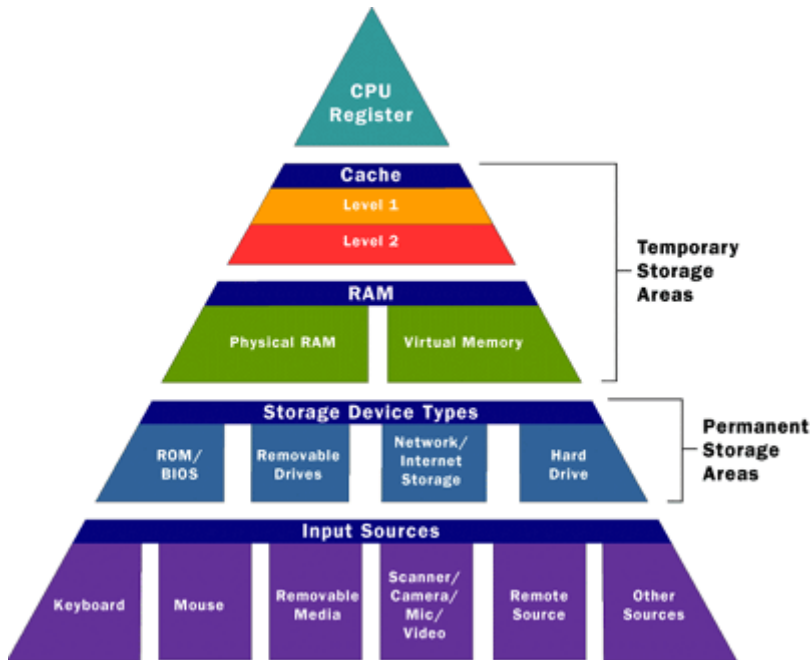 CPU
Register
Cache
Level 1
Level 2
Temporary
Storage
Areas
RAM
Physical RAM
Virtual Memory
Storage Device Types
Permanent
Storage
Areas
ROM/
BIOS
Removable
Drives
Network/
Internet
Storage
Hard
Drive
Input Sources
Keyboard
Mouse
Removable
Media
Scanner/
Camera/
Mic/
Video
Remote
Source
Other
Sources